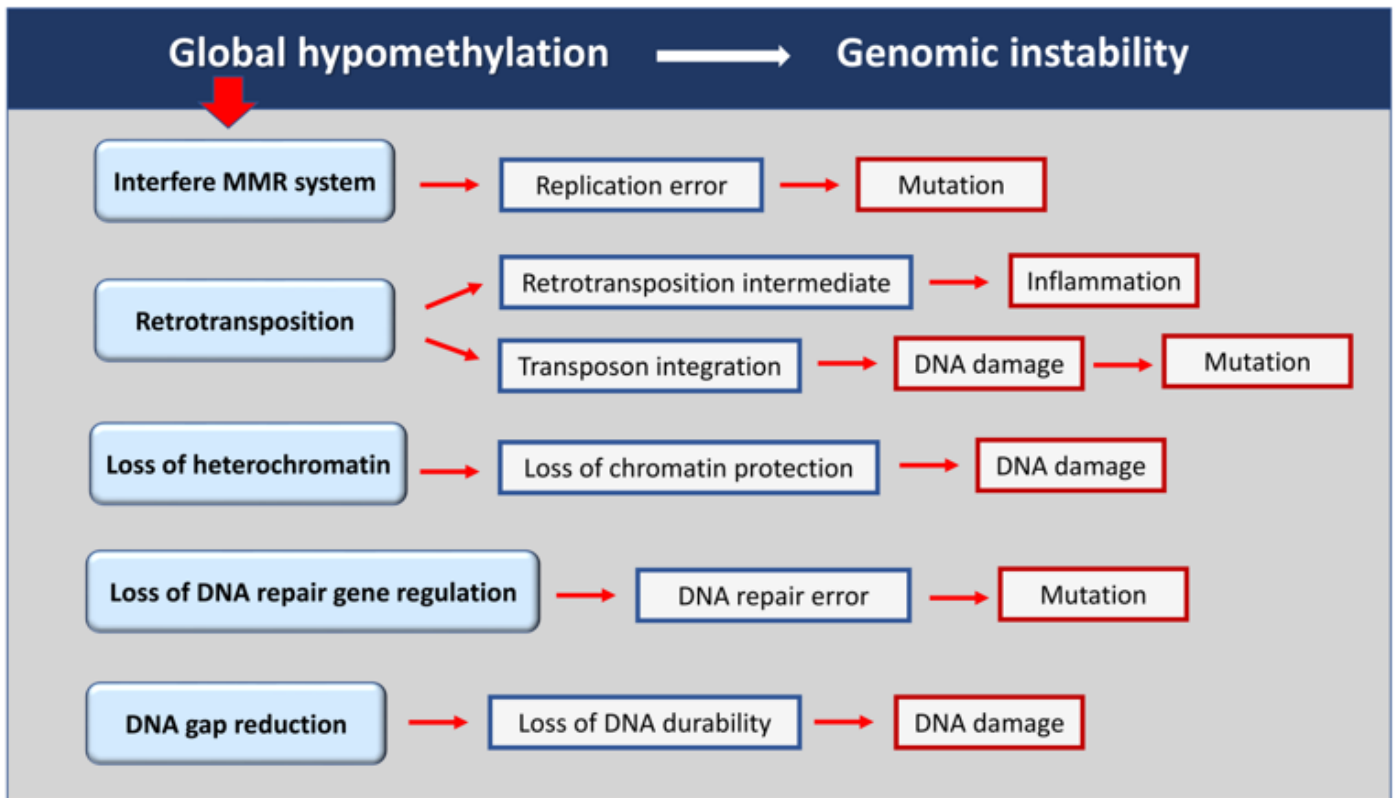 Global hypomethylation Genomic instability
Interfere MMR system Replication error Mutation
Retrotransposition intermediate Inflammation
Retrotransposition
Transposon integration DNA damage Mutation
Loss of heterochromatin Loss of chromatin protection DNA damage
Loss of DNA repair gene regulation DNA repair error Mutation
DNA gap reduction Loss of DNA durability DNA damage